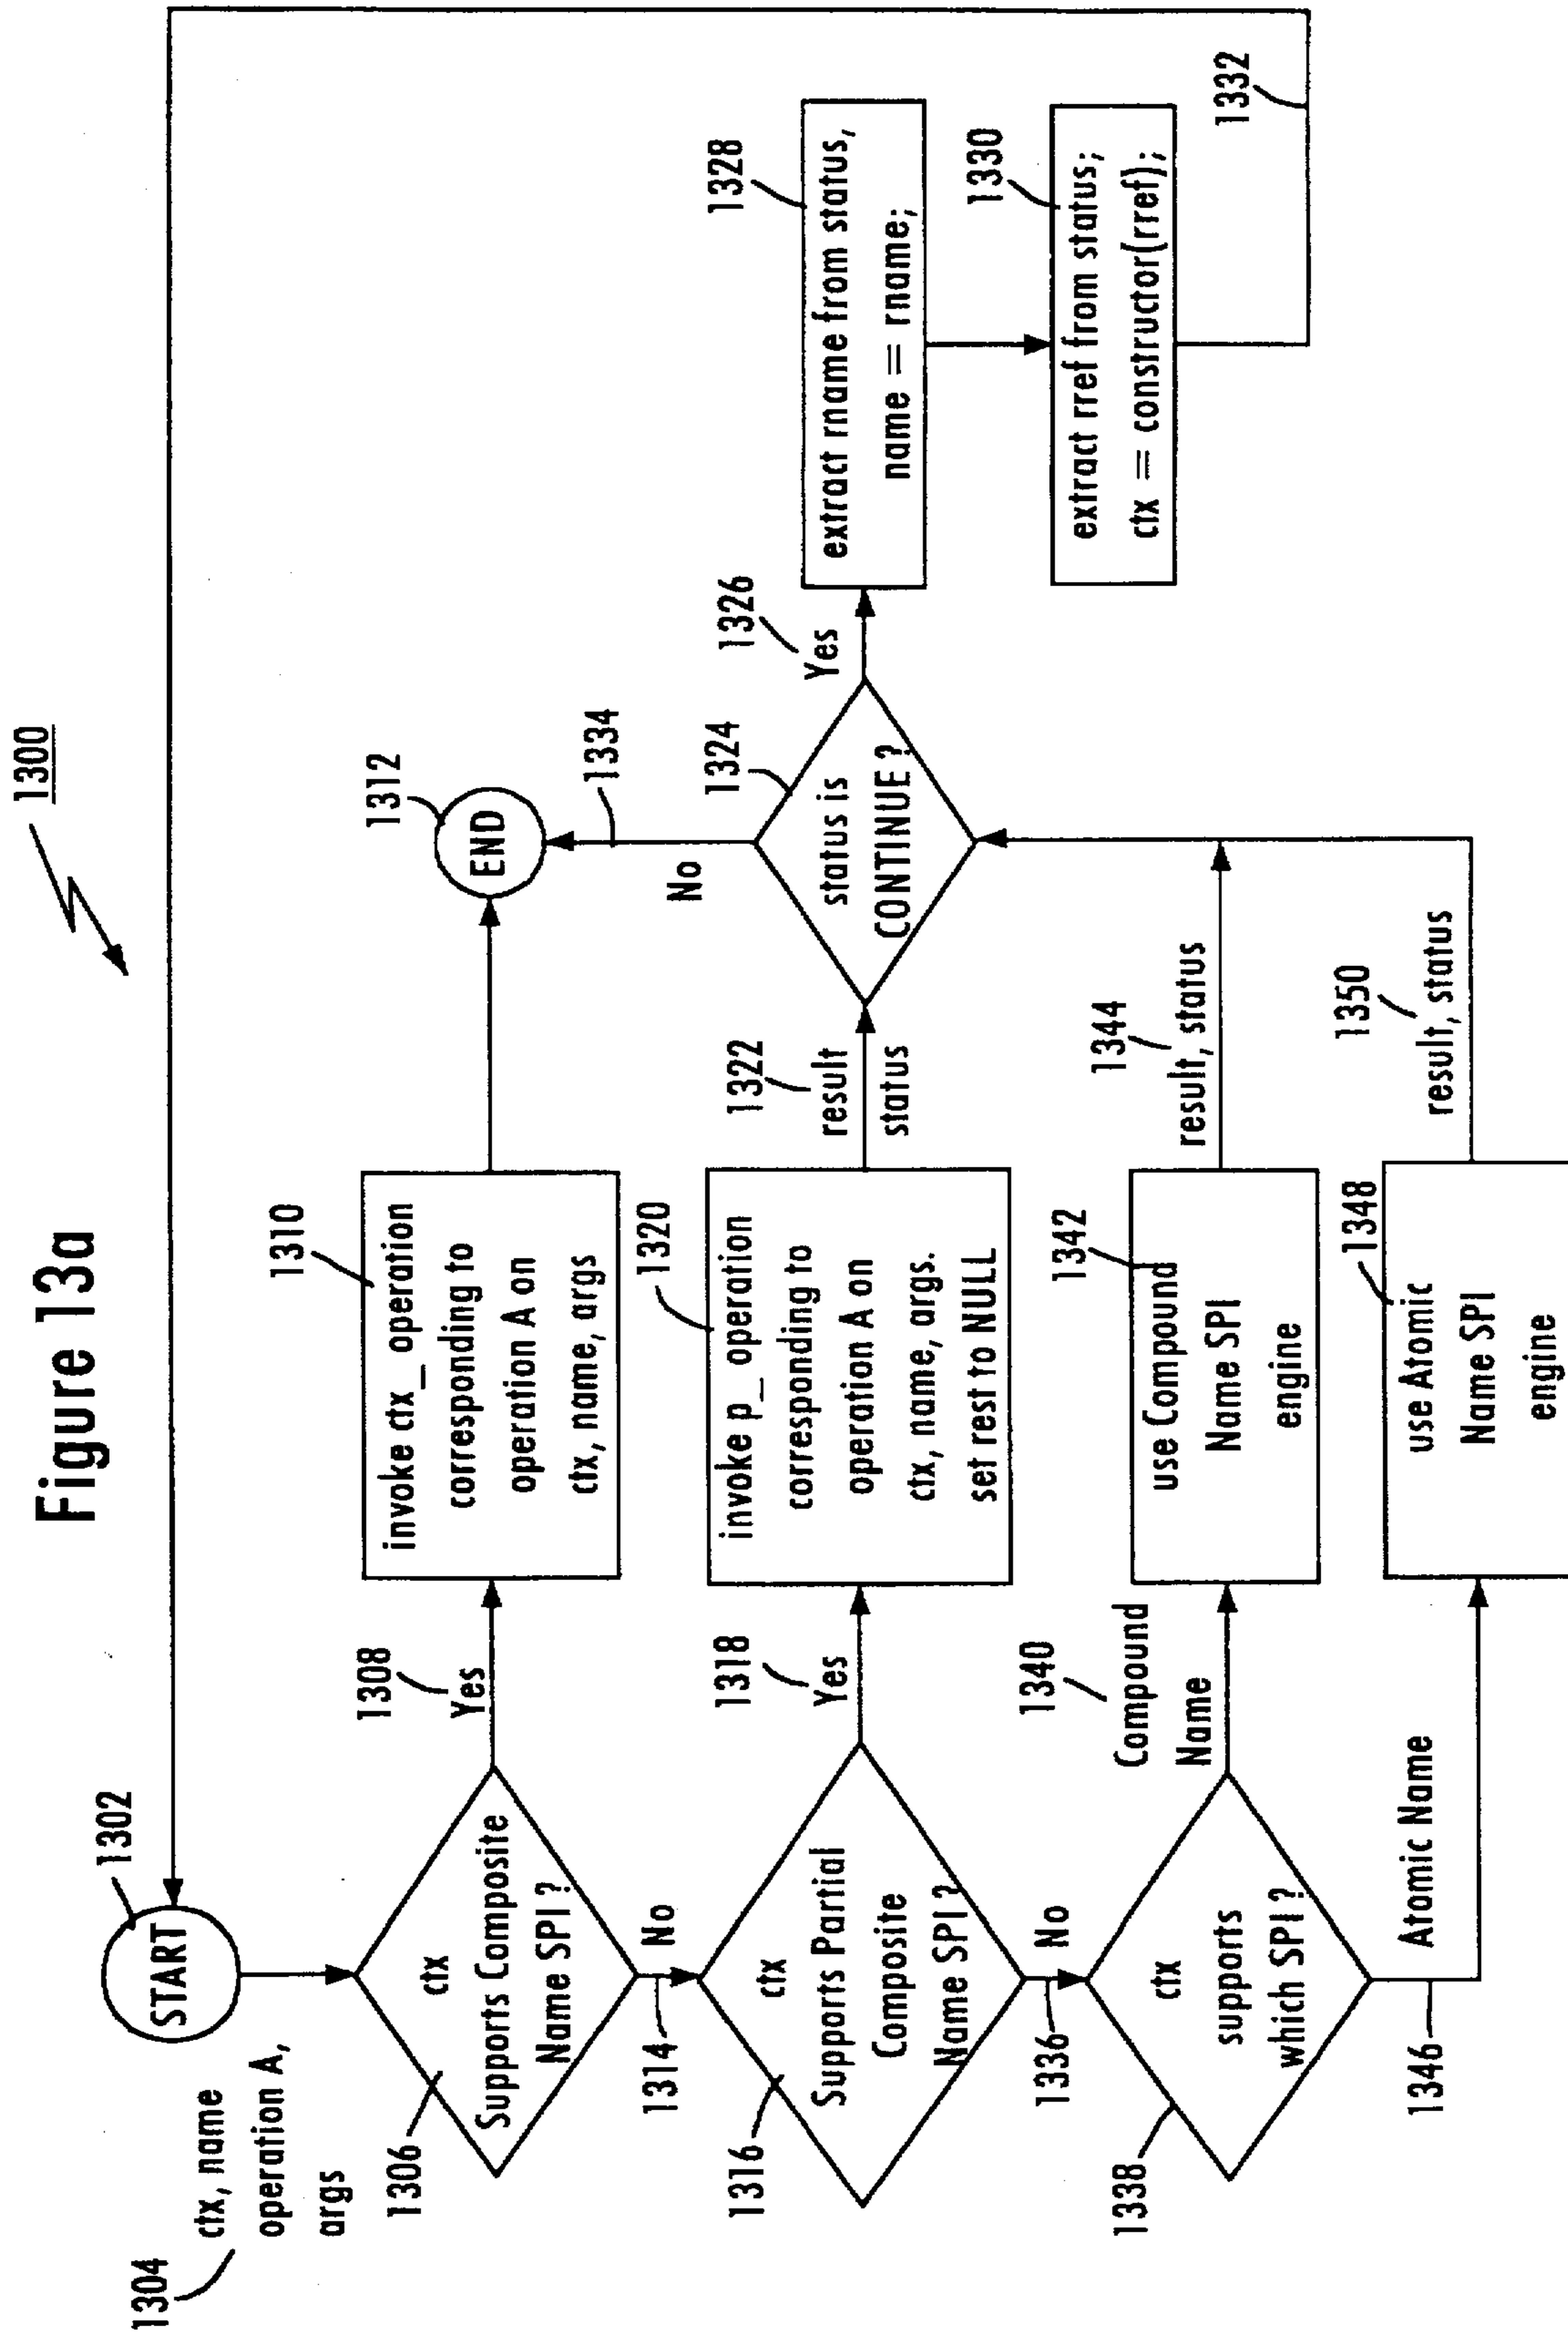 Figure 13a
1300
START
1302
1304
ctx, name
operation A,
args
1306
ctx
Supports Composite
Name SPI ?
1308
Yes
1310
invoke ctx_operation
corresponding to
operation A on
ctx, name, args
1312
END
1314
No
1316
ctx
Supports Partial
Composite
Name SPI ?
1318
Yes
1320
invoke p_operation
corresponding to
operation A on
ctx, name, args.
set rest to NULL
1322
result
status
1324
status is
CONTINUE ?
1334
No
1326
Yes
1328
extract rname from status,
name = rname;
1330
extract rref from status;
ctx = constructor(rref);
1332
1336
No
1338
ctx
supports
which SPI ?
1340
Compound
Name
1342
use Compound
Name SPI
engine
1344
result, status
1346
Atomic Name
1348
use Atomic
Name SPI
engine
1350
result, status